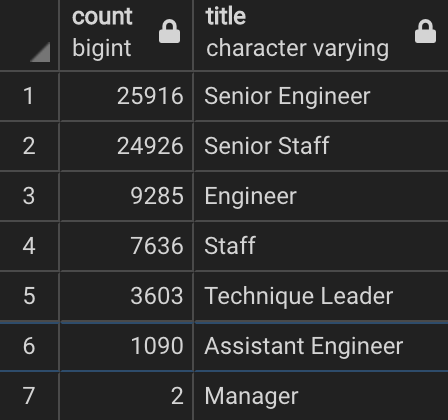 count title
bigint character varying
1 25916 Senior Engineer
2 24926 Senior Staff
3 9285 Engineer
4 7636 Staff
5 3603 Technique Leader
6 1090 Assistant Engineer
7 2 Manager